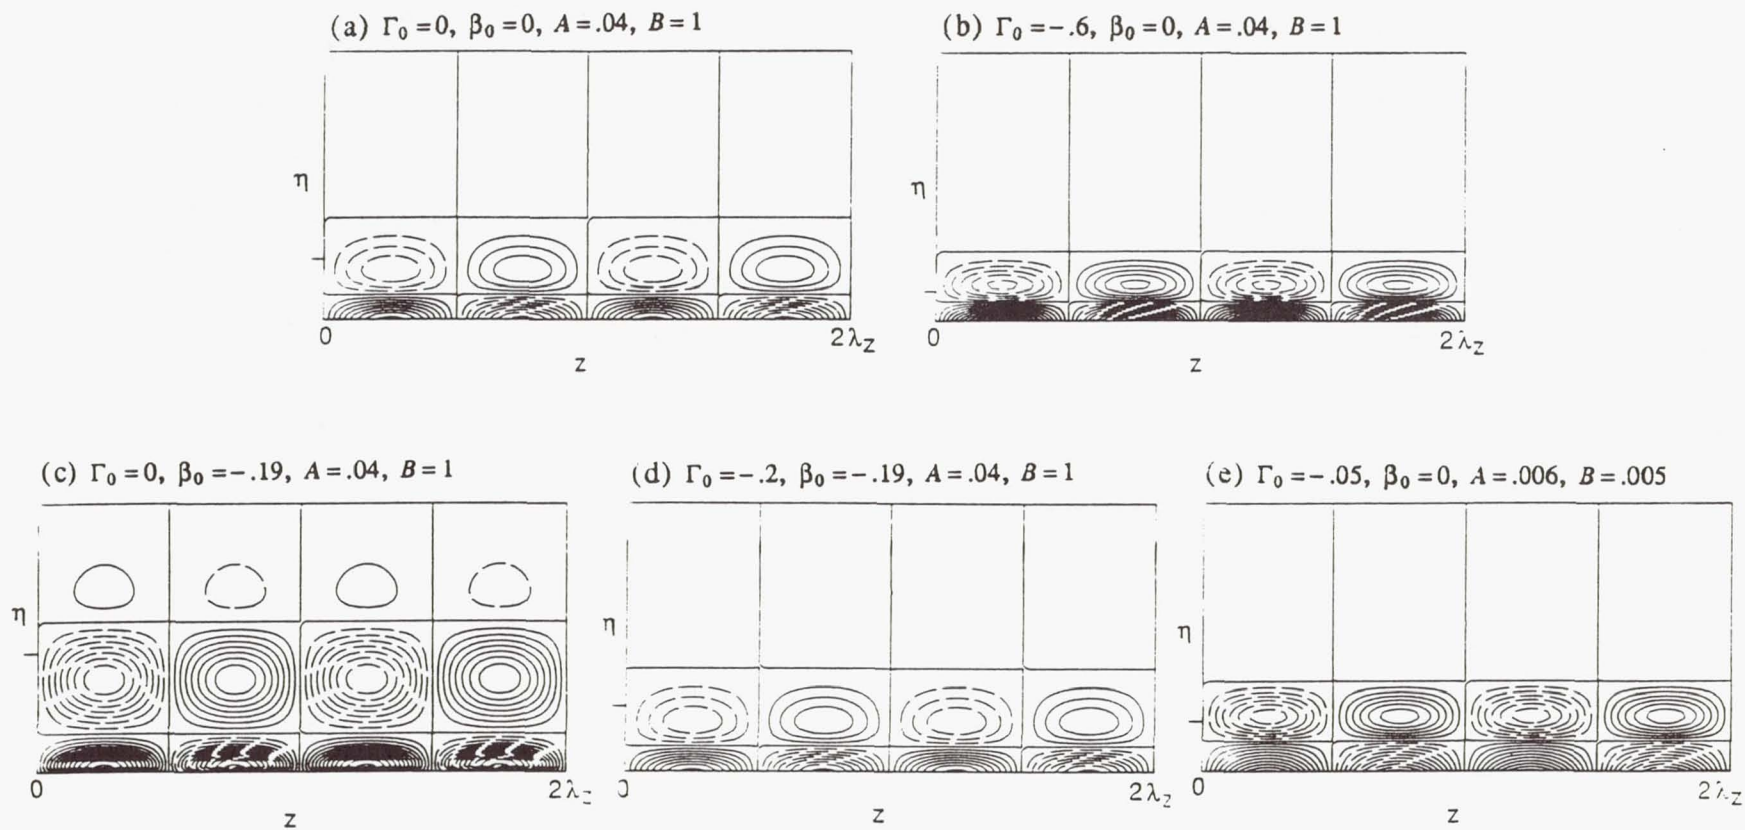 (a) Γ₀=0, β₀=0, A=.04, B=1
(b) Γ₀=-.6, β₀=0, A=.04, B=1
η
η
0
2λz
0
2λz
z
z
(c) Γ₀=0, β₀=-.19, A=.04, B=1
(d) Γ₀=-.2, β₀=-.19, A=.04, B=1
(e) Γ₀=-.05, β₀=0, A=.006, B=.005
η
η
η
0
2λz
0
2λz
0
2λz
z
z
z